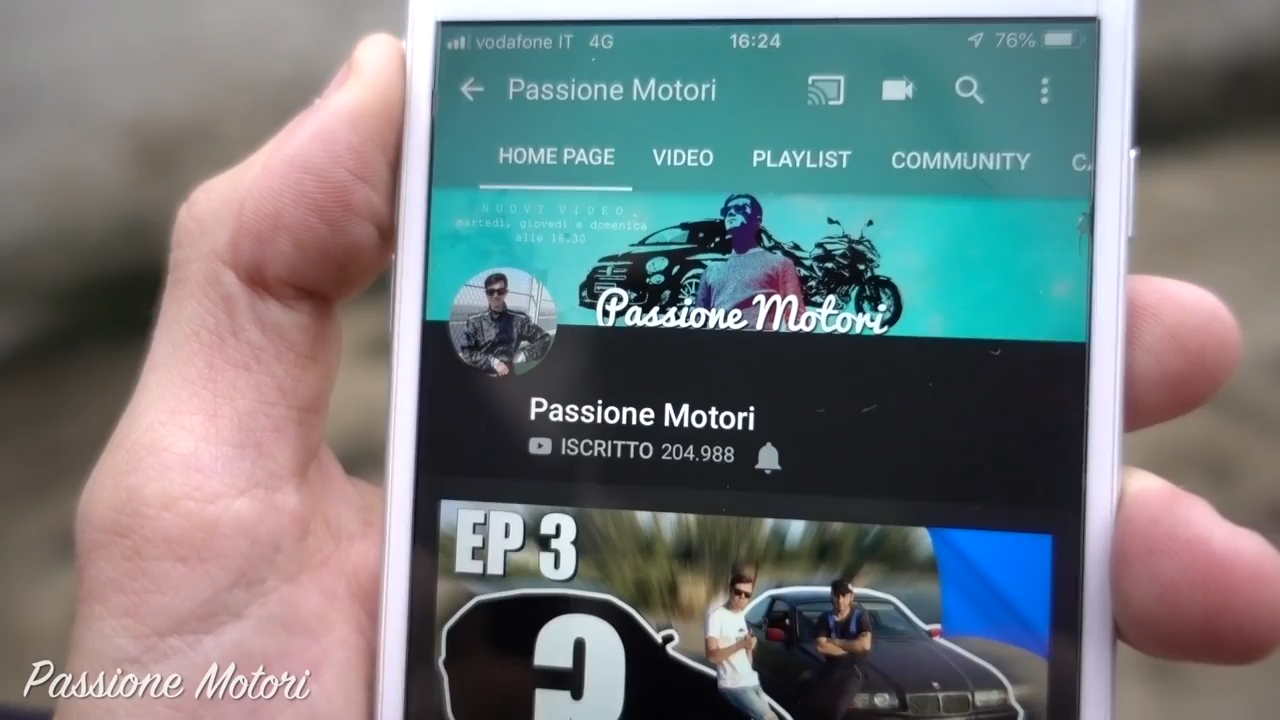 vodafone IT 4G 16:24 76%
Passione Motori
HOME PAGE VIDEO PLAYLIST COMMUNITY
NUOVI VIDEO
martedì, giovedì e domenica
alle 18.30
Passione Motori
Passione Motori
ISCRITTO 204.988
EP 3
?
Passione Motori